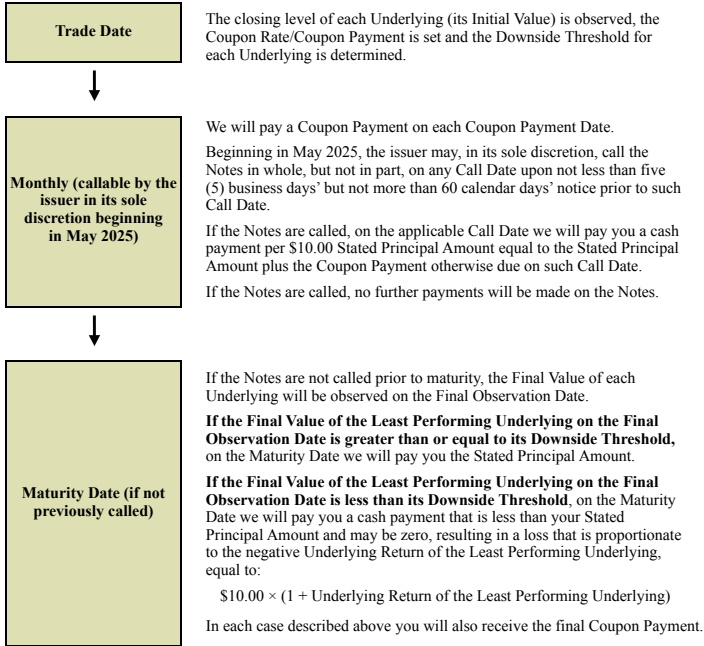 Trade Date
The closing level of each Underlying (its Initial Value) is observed, the
Coupon Rate/Coupon Payment is set and the Downside Threshold for
each Underlying is determined.
Monthly (callable by the
issuer in its sole
discretion beginning
in May 2025)
We will pay a Coupon Payment on each Coupon Payment Date.
Beginning in May 2025, the issuer may, in its sole discretion, call the
Notes in whole, but not in part, on any Call Date upon not less than five
(5) business days’ but not more than 60 calendar days’ notice prior to such
Call Date.
If the Notes are called, on the applicable Call Date we will pay you a cash
payment per $10.00 Stated Principal Amount equal to the Stated Principal
Amount plus the Coupon Payment otherwise due on such Call Date.
If the Notes are called, no further payments will be made on the Notes.
Maturity Date (if not
previously called)
If the Notes are not called prior to maturity, the Final Value of each
Underlying will be observed on the Final Observation Date.
If the Final Value of the Least Performing Underlying on the Final
Observation Date is greater than or equal to its Downside Threshold,
on the Maturity Date we will pay you the Stated Principal Amount.
If the Final Value of the Least Performing Underlying on the Final
Observation Date is less than its Downside Threshold, on the Maturity
Date we will pay you a cash payment that is less than your Stated
Principal Amount and may be zero, resulting in a loss that is proportionate
to the negative Underlying Return of the Least Performing Underlying,
equal to:
$10.00 × (1 + Underlying Return of the Least Performing Underlying)
In each case described above you will also receive the final Coupon Payment.